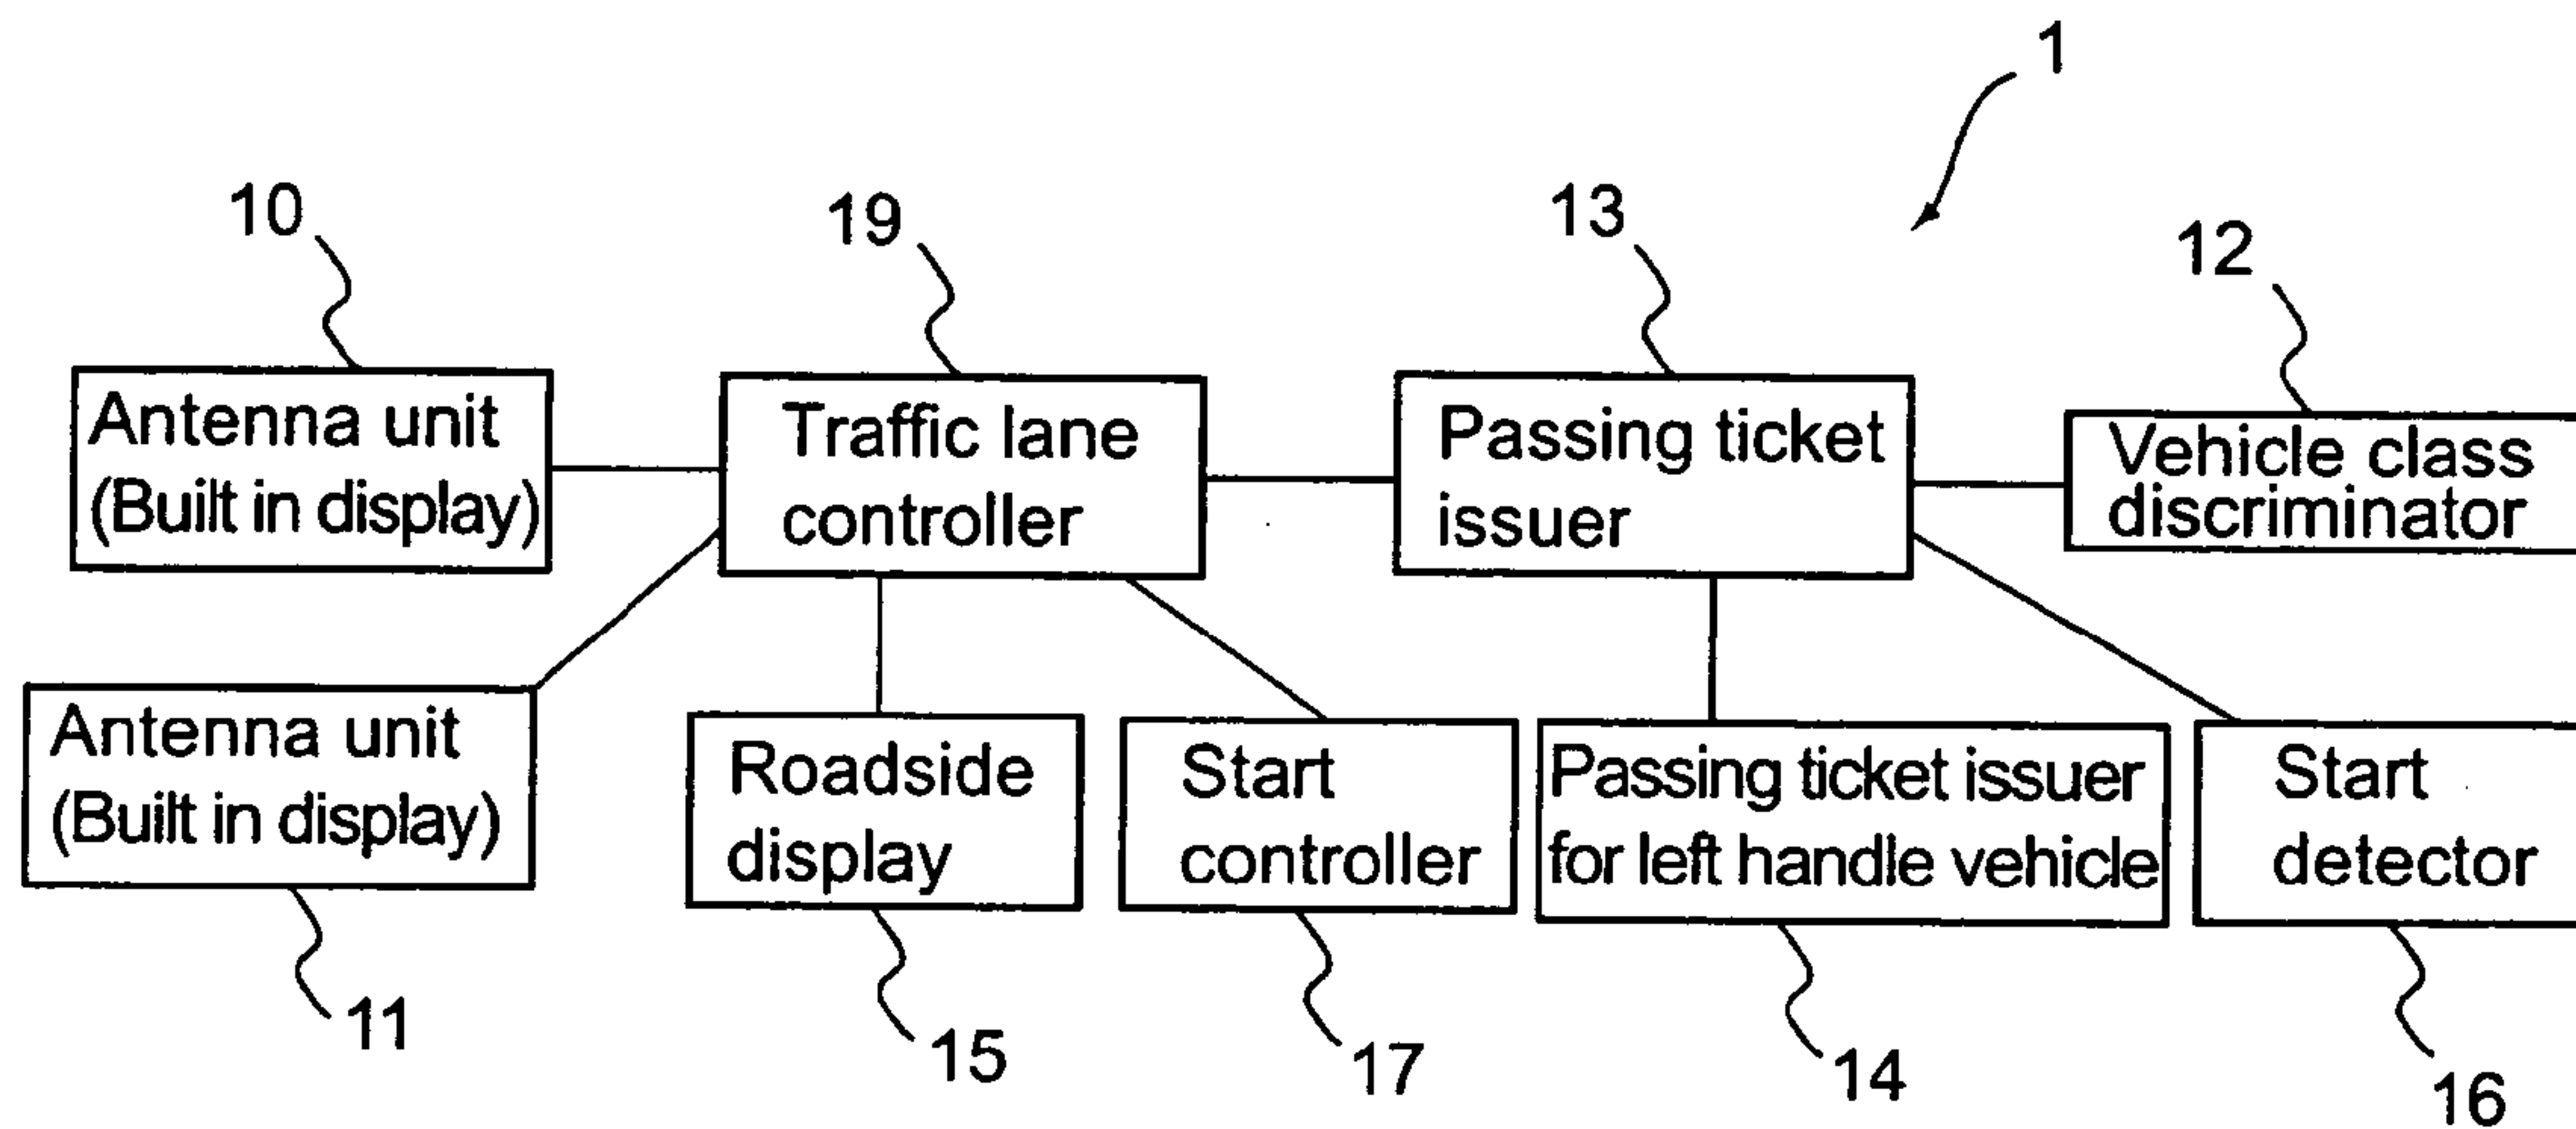 1
10
19
13
12
Antenna unit
(Built in display)
Traffic lane
controller
Passing ticket
issuer
Vehicle class
discriminator
Antenna unit
(Built in display)
Roadside
display
Start
controller
Passing ticket issuer
for left handle vehicle
Start
detector
11
15
17
14
16